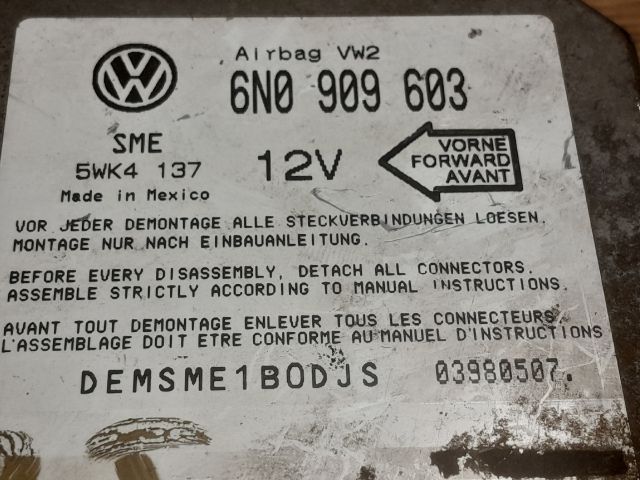 Airbag VW2
6N0 909 603
SME
5WK4 137
12V
VORNE
FORWARD
AVANT
Made in Mexico
VOR JEDER DEMONTAGE ALLE STECKVERBINDUNGEN LOESEN.
MONTAGE NUR NACH EINBAUANLEITUNG.
BEFORE EVERY DISASSEMBLY, DETACH ALL CONNECTORS.
ASSEMBLE STRICTLY ACCORDING TO MANUAL INSTRUCTIONS.
AVANT TOUT DEMONTAGE ENLEVER TOUS LES CONNECTEURS.
L'ASSEMBLAGE DOIT ETRE CONFORME AU MANUEL D'INSTRUCTIONS
DEMSME1BODJS 03980507.